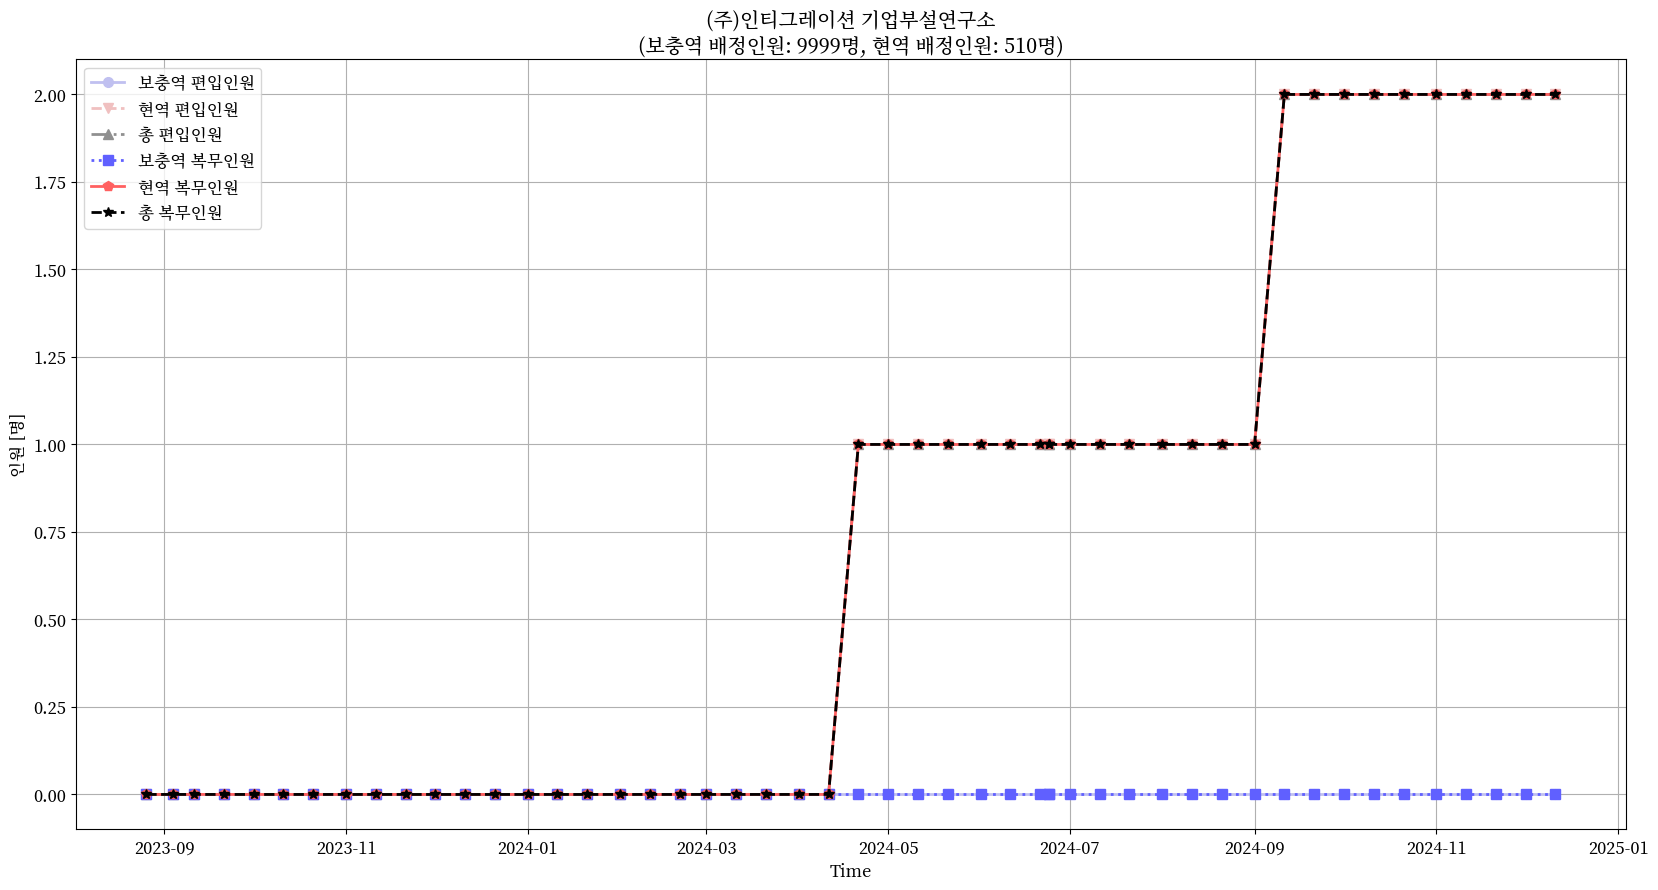 (주)인티그레이션 기업부설연구소
(보충역 배정인원: 9999명, 현역 배정인원: 510명)
보충역 편입인원
현역 편입인원
총 편입인원
보충역 복무인원
현역 복무인원
총 복무인원
2.00
1.75
1.50
1.25
1.00
0.75
0.50
0.25
0.00
인원 [명]
2023-09 2023-11 2024-01 2024-03 2024-05 2024-07 2024-09 2024-11 2025-01
Time